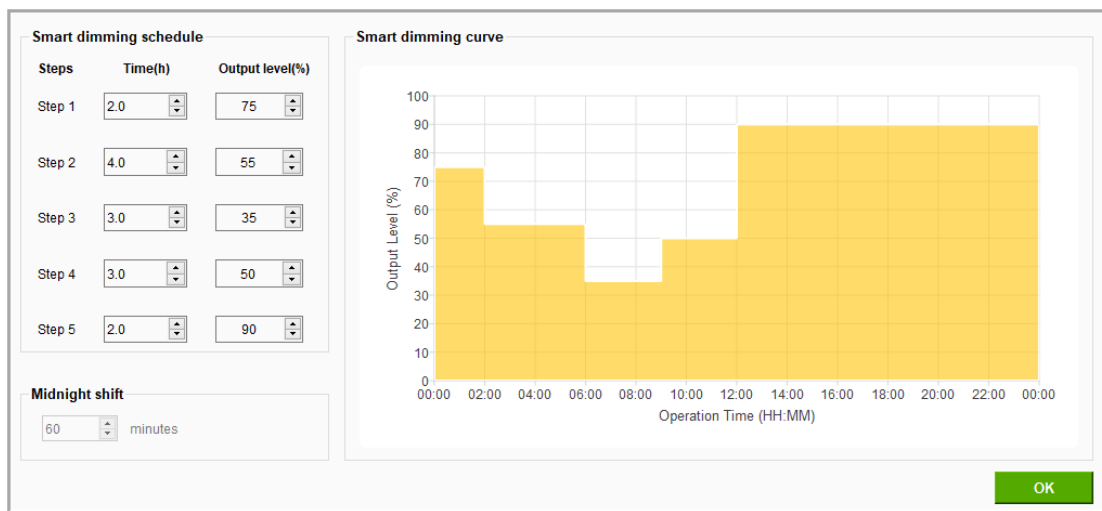 Smart dimming schedule
Steps Time(h) Output level(%)
Step 1 2.0 75
Step 2 4.0 55
Step 3 3.0 35
Step 4 3.0 50
Step 5 2.0 90
Midnight shift
60 minutes
Smart dimming curve
100
90
80
70
60
50
40
30
20
10
0
Output Level (%)
00:00 02:00 04:00 06:00 08:00 10:00 12:00 14:00 16:00 18:00 20:00 22:00 00:00
Operation Time (HH:MM)
OK